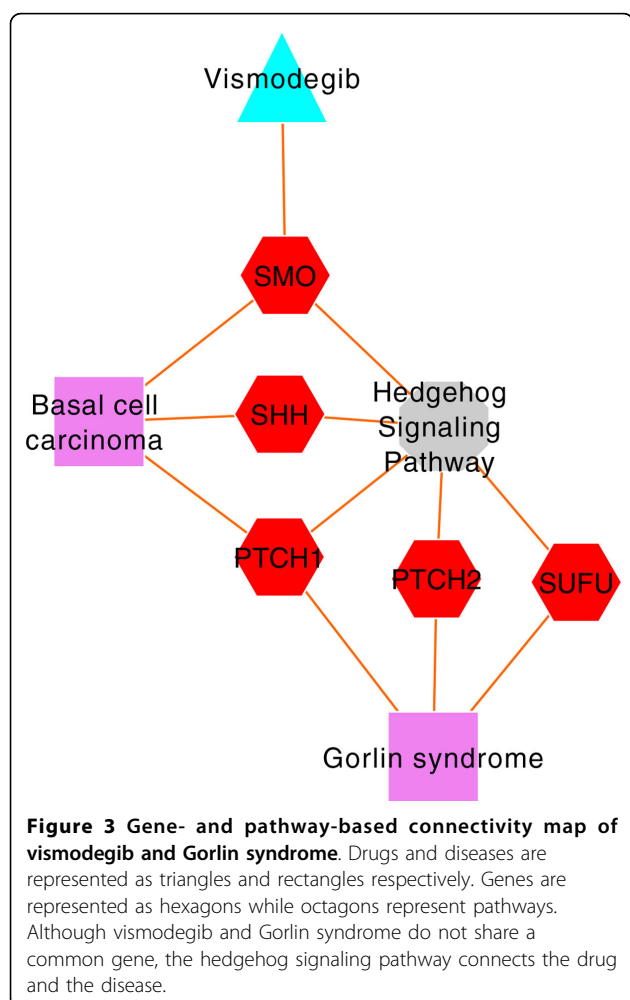 Vismodegib
SMO
Basal cell
carcinoma
SHH
Hedgehog
Signaling
Pathway
PTCH1
PTCH2
SUFU
Gorlin syndrome
Figure 3 Gene- and pathway-based connectivity map of
vismodegib and Gorlin syndrome. Drugs and diseases are
represented as triangles and rectangles respectively. Genes are
represented as hexagons while octagons represent pathways.
Although vismodegib and Gorlin syndrome do not share a
common gene, the hedgehog signaling pathway connects the drug
and the disease.